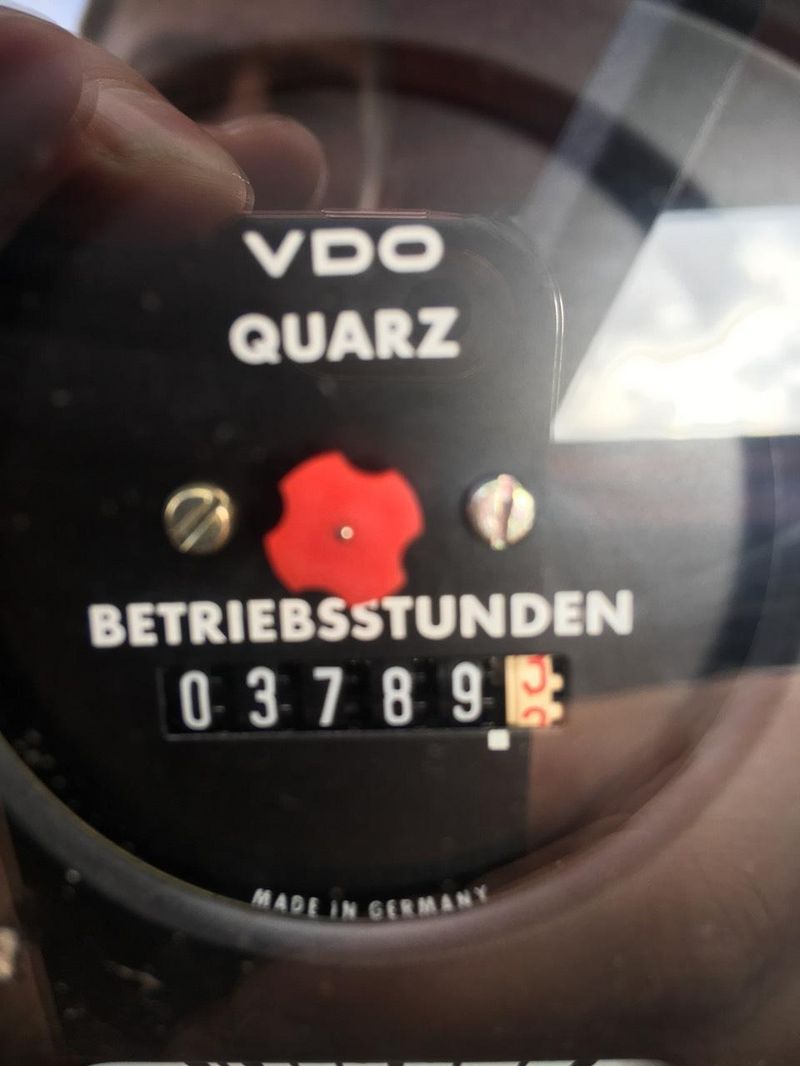 VDO
QUARZ
BETRIEBSSTUNDEN
03789
MADE IN GERMANY